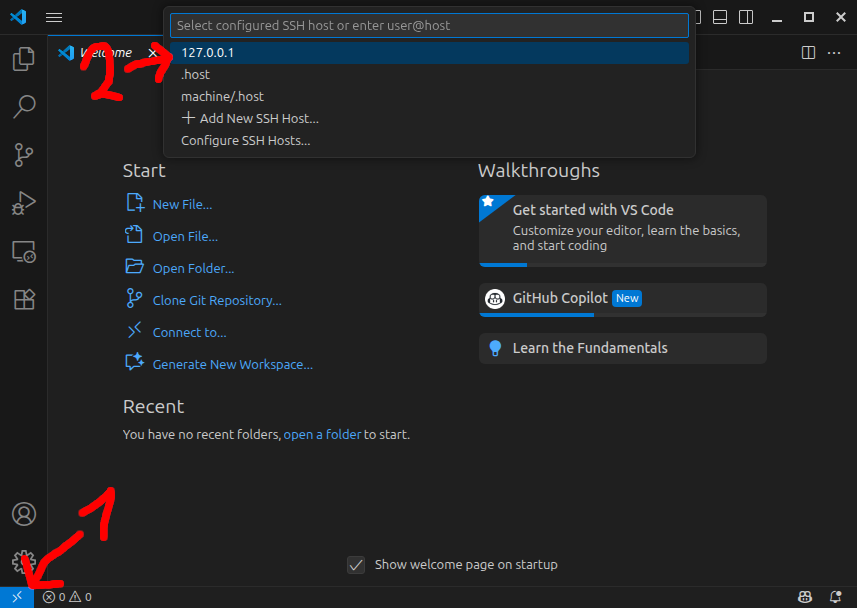 Select configured SSH host or enter user@host
127.0.0.1
.host
machine/.host
Add New SSH Host...
Configure SSH Hosts...
Welcome
2
Start
New File...
Open File...
Open Folder...
Clone Git Repository...
Connect to...
Generate New Workspace...
Recent
You have no recent folders, open a folder to start.
Walkthroughs
Get started with VS Code
Customize your editor, learn the basics,
and start coding
GitHub Copilot New
Learn the Fundamentals
1
Show welcome page on startup
0 0